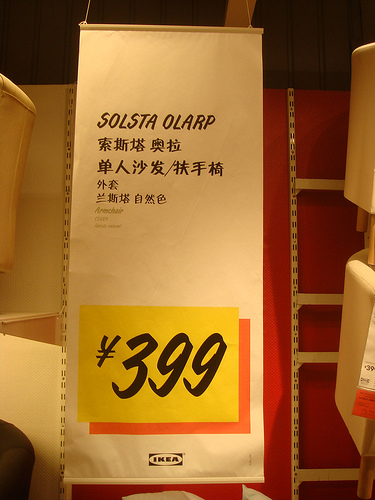 SOLSTA OLARP
索斯塔 奥拉
单人沙发/扶手椅
外套
兰斯塔 自然色
Armchair
¥399
IKEA